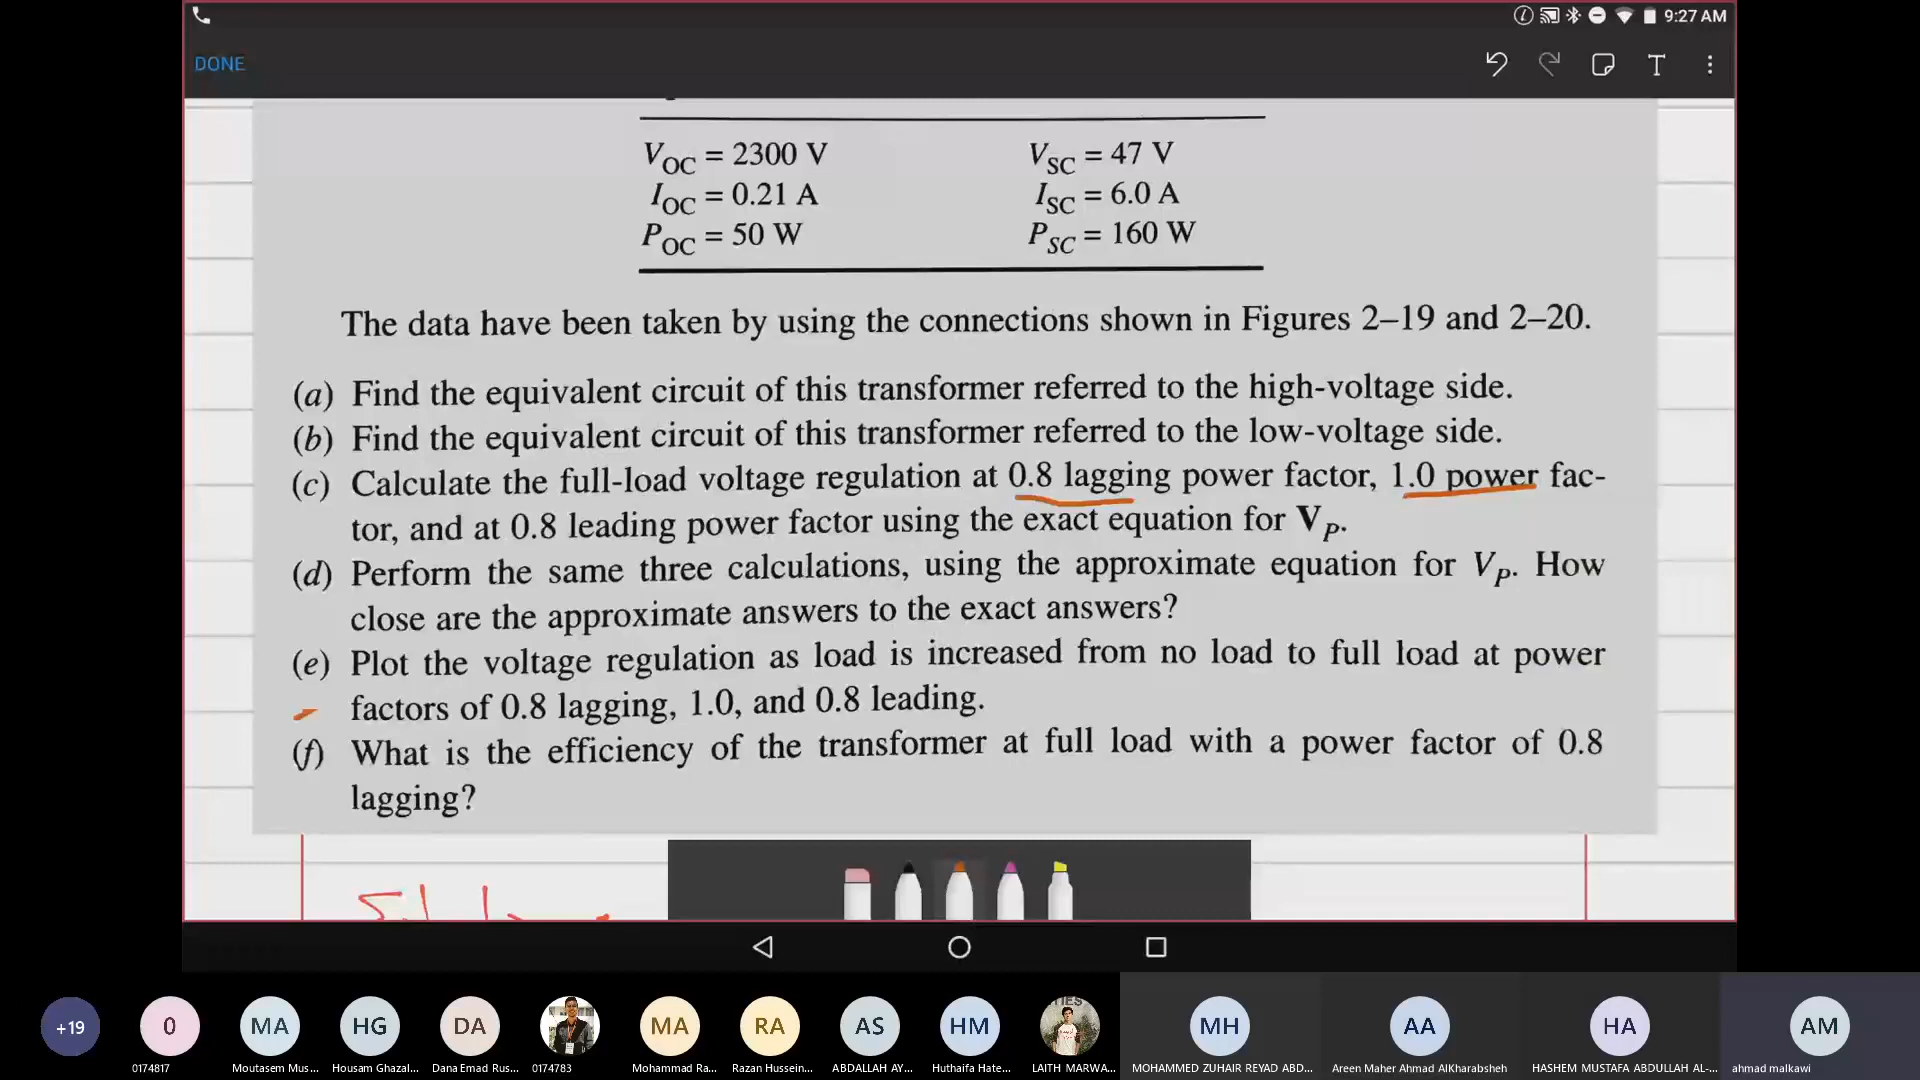 9:27 AM
DONE
T
V_OC = 2300 V V_SC = 47 V
I_OC = 0.21 A I_SC = 6.0 A
P_OC = 50 W P_SC = 160 W
The data have been taken by using the connections shown in Figures 2–19 and 2–20.
(a) Find the equivalent circuit of this transformer referred to the high-voltage side.
(b) Find the equivalent circuit of this transformer referred to the low-voltage side.
(c) Calculate the full-load voltage regulation at 0.8 lagging power factor, 1.0 power fac-
tor, and at 0.8 leading power factor using the exact equation for V_P.
(d) Perform the same three calculations, using the approximate equation for V_P. How
close are the approximate answers to the exact answers?
(e) Plot the voltage regulation as load is increased from no load to full load at power
factors of 0.8 lagging, 1.0, and 0.8 leading.
(f) What is the efficiency of the transformer at full load with a power factor of 0.8
lagging?
+19 0 MA HG DA MA RA AS HM MH AA HA AM
0174817 Moutasem Mus... Housam Ghazal... Dana Emad Rus... 0174783 Mohammad Ra... Razan Hussein... ABDALLAH AY... Huthaifa Hate... LAITH MARWA... MOHAMMED ZUHAIR REYAD ABD... Areen Maher Ahmad AlKharabsheh HASHEM MUSTAFA ABDULLAH AL-... ahmad malkawi